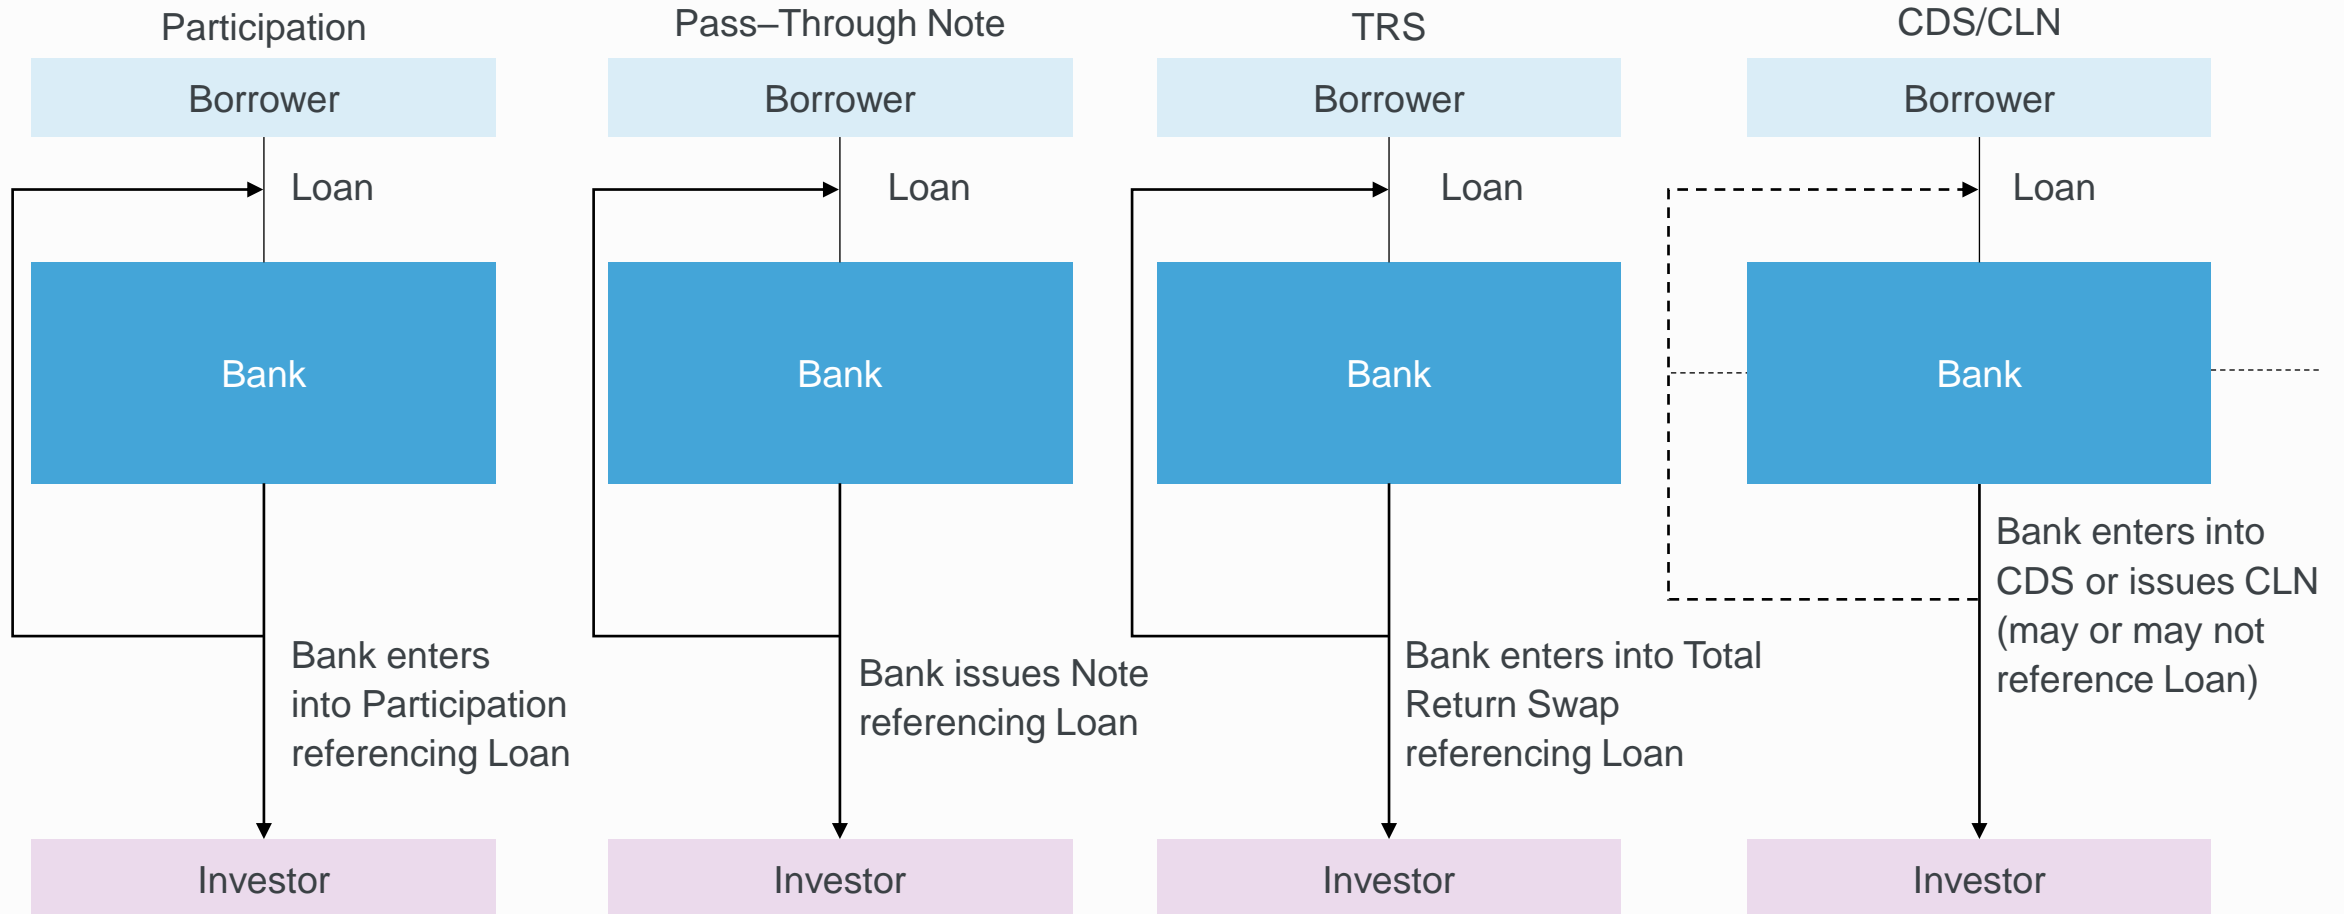 Participation
Borrower
Loan
Bank
Bank enters
into Participation
referencing Loan
Investor
Pass–Through Note
Borrower
Loan
Bank
Bank issues Note
referencing Loan
Investor
TRS
Borrower
Loan
Bank
Bank enters into Total
Return Swap
referencing Loan
Investor
CDS/CLN
Borrower
Loan
Bank
Bank enters into
CDS or issues CLN
(may or may not
reference Loan)
Investor